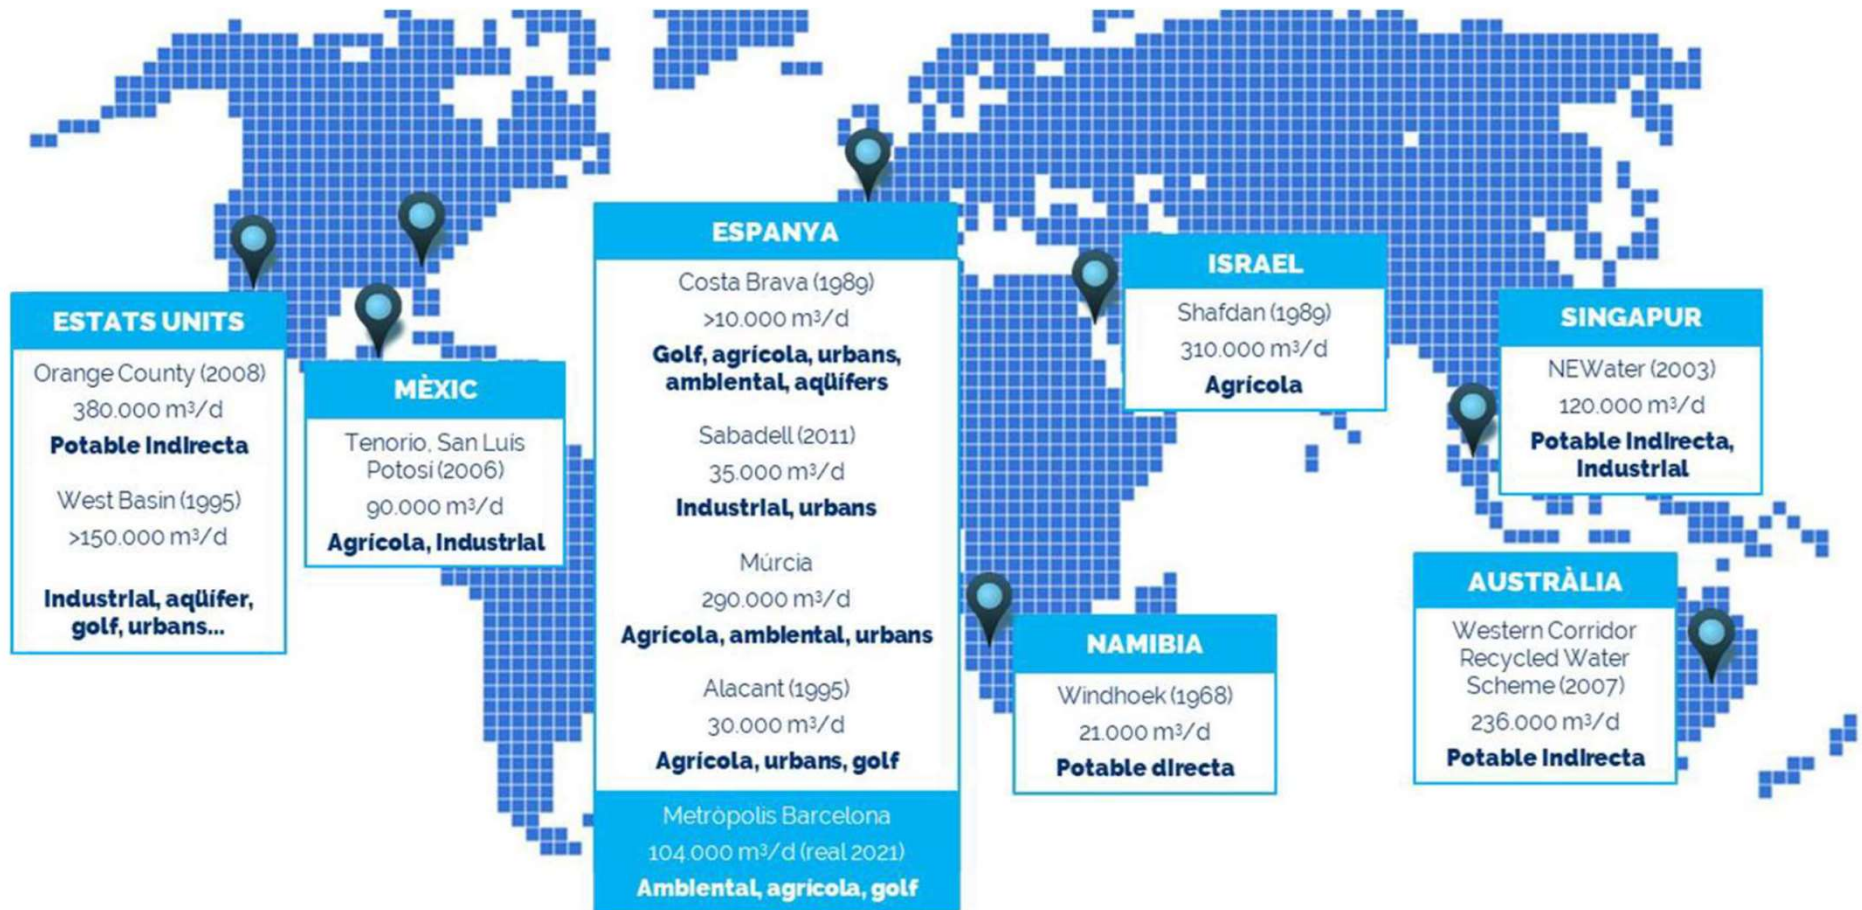 ESTATS UNITS
Orange County (2008)
380.000 m³/d
Potable Indirecta
West Basin (1995)
>150.000 m³/d
Industrial, aqüífer,
golf, urbans...
MÈXIC
Tenorio, San Luis
Potosí (2006)
90.000 m³/d
Agrícola, Industrial
ESPANYA
Costa Brava (1989)
>10.000 m³/d
Golf, agrícola, urbans,
ambiental, aqüífers
Sabadell (2011)
35.000 m³/d
Industrial, urbans
Múrcia
290.000 m³/d
Agrícola, ambiental, urbans
Alacant (1995)
30.000 m³/d
Agrícola, urbans, golf
Metròpolis Barcelona
104.000 m³/d (real 2021)
Ambiental, agrícola, golf
ISRAEL
Shafdan (1989)
310.000 m³/d
Agrícola
NAMIBIA
Windhoek (1968)
21.000 m³/d
Potable directa
SINGAPUR
NEWater (2003)
120.000 m³/d
Potable Indirecta,
Industrial
AUSTRÀLIA
Western Corridor
Recycled Water
Scheme (2007)
236.000 m³/d
Potable Indirecta